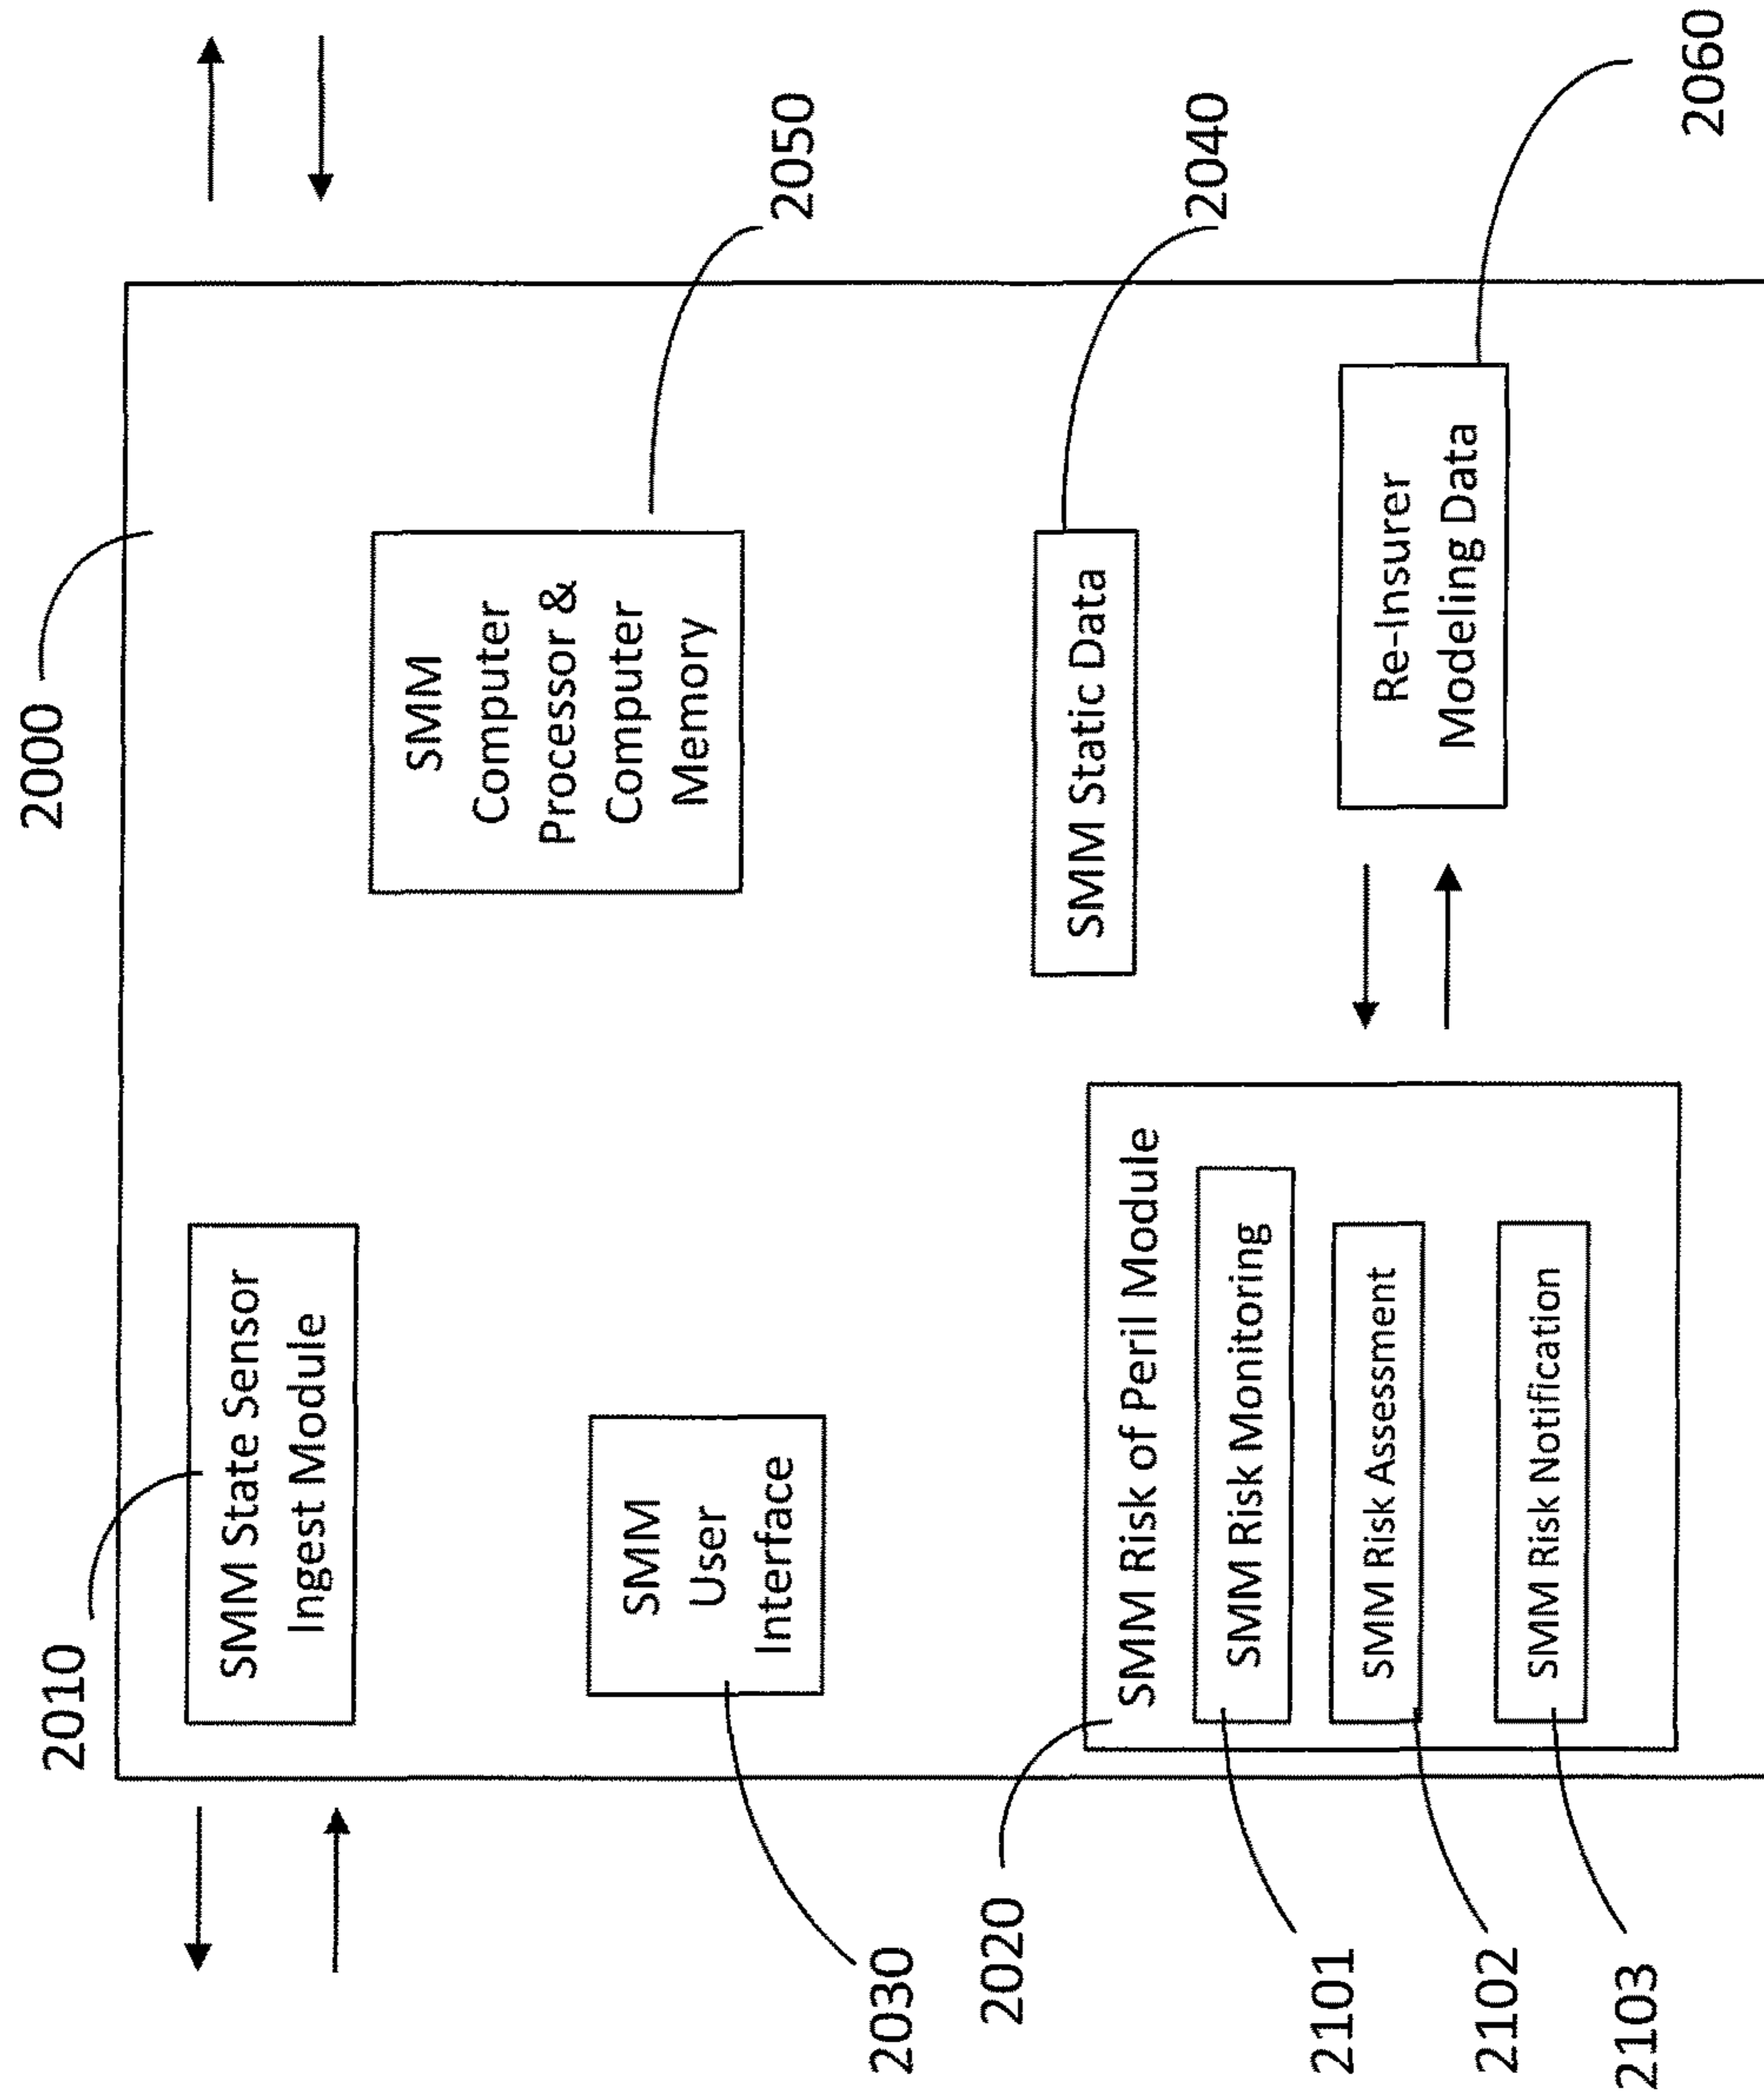 2000
2010
SMM State Sensor
Ingest Module
SMM
Computer
Processor &
Computer
Memory
2050
SMM
User
Interface
2030
2020
SMM Risk of Peril Module
SMM Risk Monitoring
2101
SMM Risk Assessment
2102
SMM Risk Notification
2103
SMM Static Data
2040
Re-Insurer
Modeling Data
2060